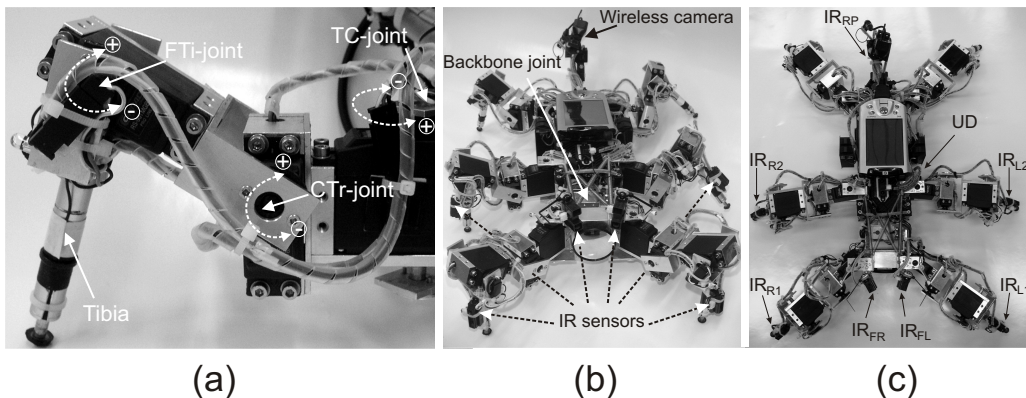 FTi-joint
TC-joint
+
-
-
+
+
CTr-joint
-
Tibia
(a)
Wireless camera
Backbone joint
IR sensors
(b)
IR_RP
UD
IR_R2
IR_L2
IR_R1
IR_L1
IR_FR
IR_FL
(c)